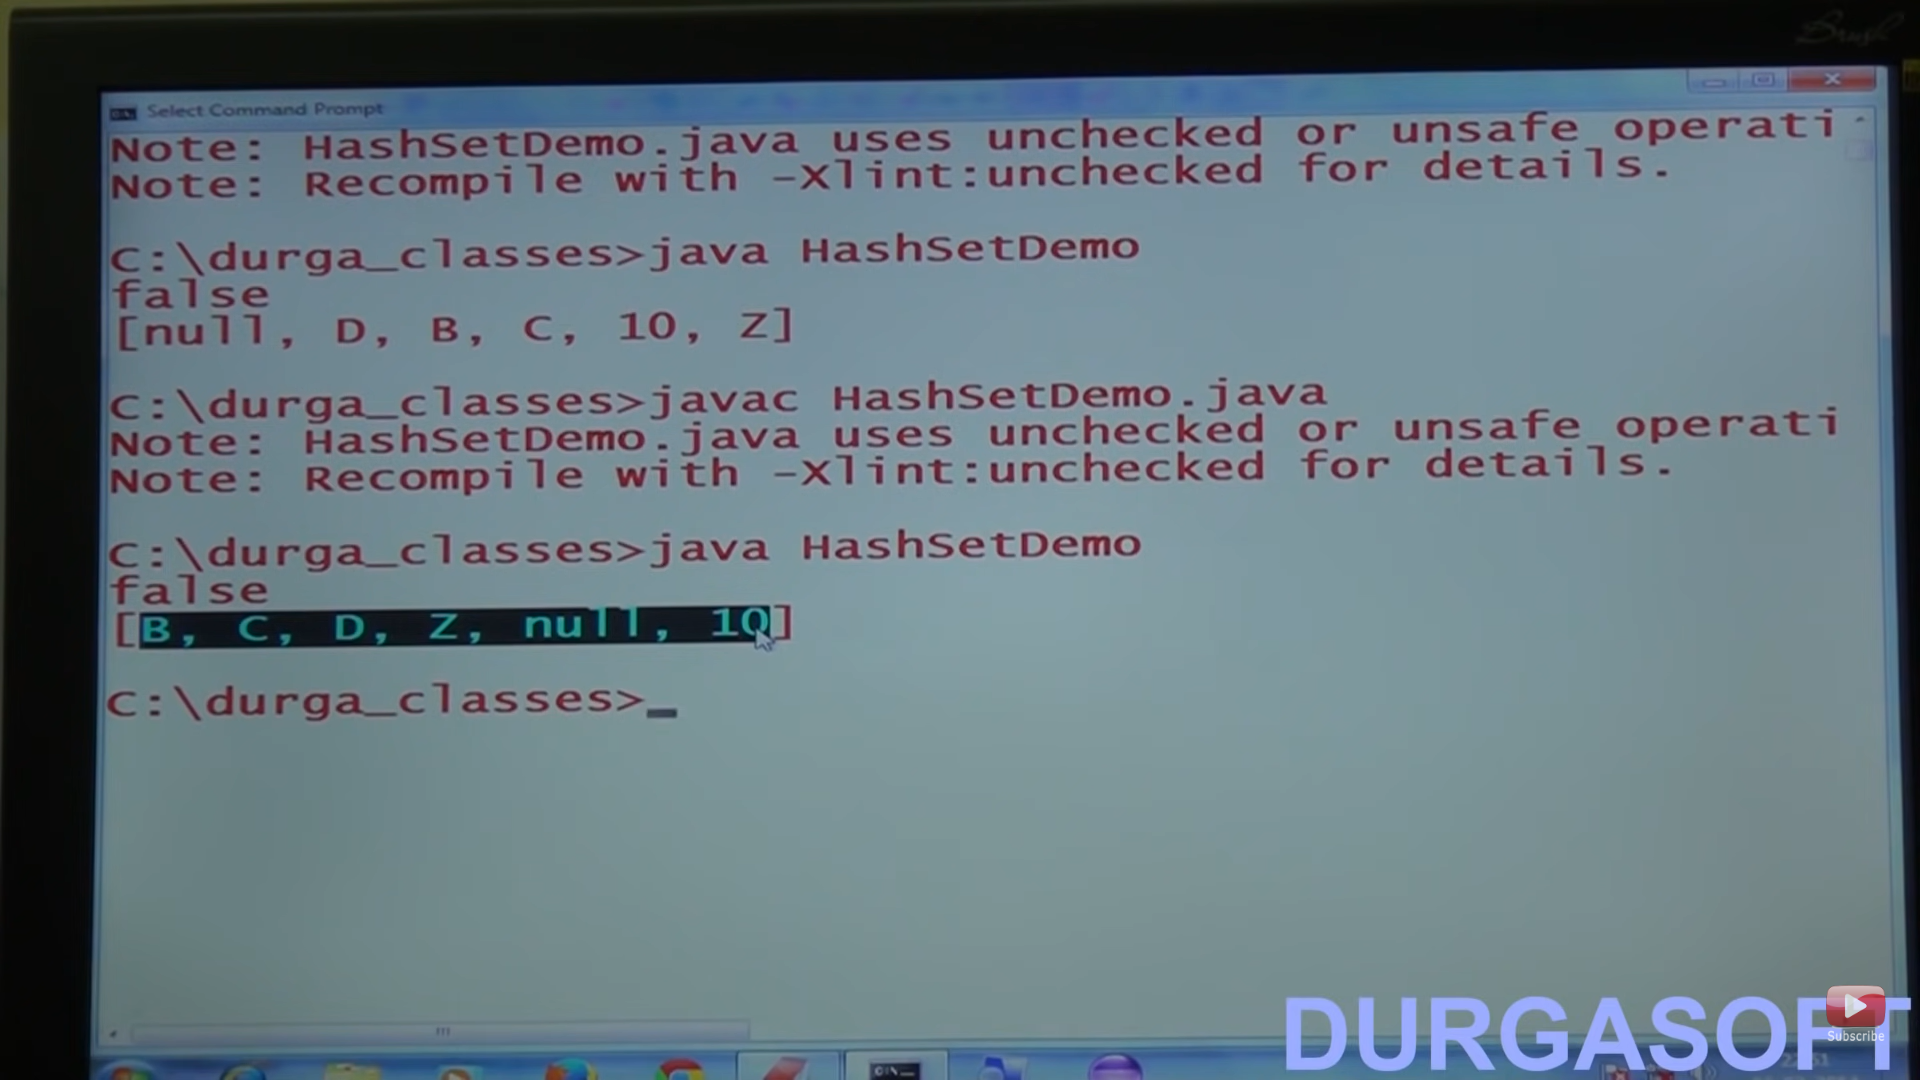 Brush
Select Command Prompt
Note: HashSetDemo.java uses unchecked or unsafe operati
Note: Recompile with -Xlint:unchecked for details.
C:\durga_classes>java HashSetDemo
false
[null, D, B, C, 10, Z]
C:\durga_classes>javac HashSetDemo.java
Note: HashSetDemo.java uses unchecked or unsafe operati
Note: Recompile with -Xlint:unchecked for details.
C:\durga_classes>java HashSetDemo
false
[B, C, D, Z, null, 10]
C:\durga_classes>_
DURGASOFT
Subscribe